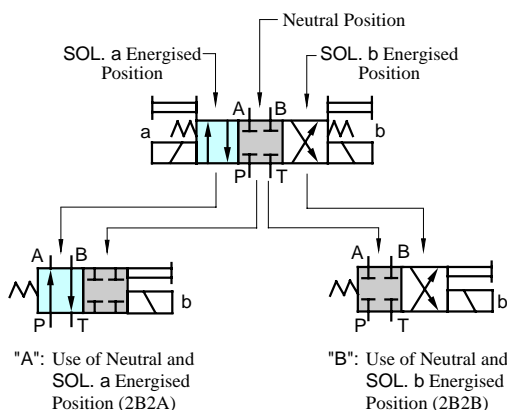 Neutral Position
SOL. a Energised
Position
SOL. b Energised
Position
A B
a
b
P T
A B
b
P T
A B
b
P T
"A": Use of Neutral and
SOL. a Energised
Position (2B2A)
"B": Use of Neutral and
SOL. b Energised
Position (2B2B)